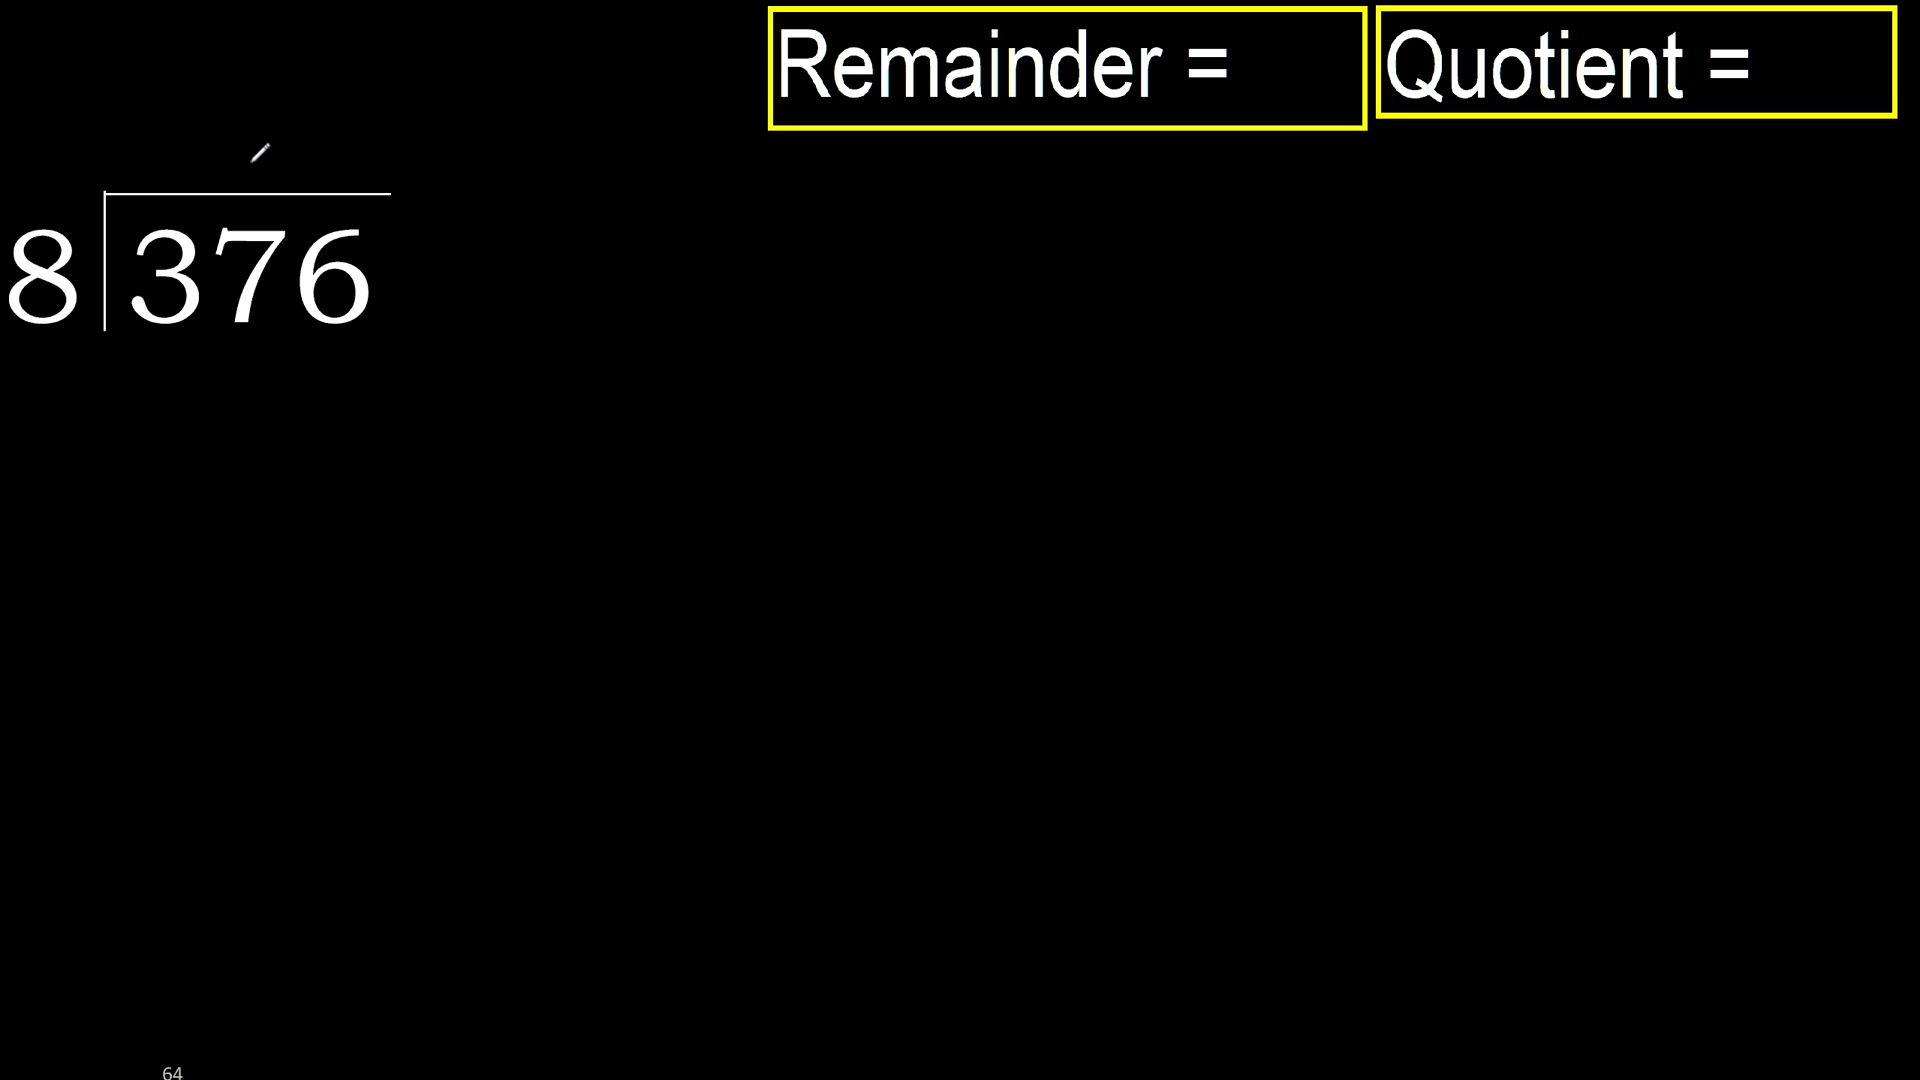 Remainder = Quotient =
8 376
64